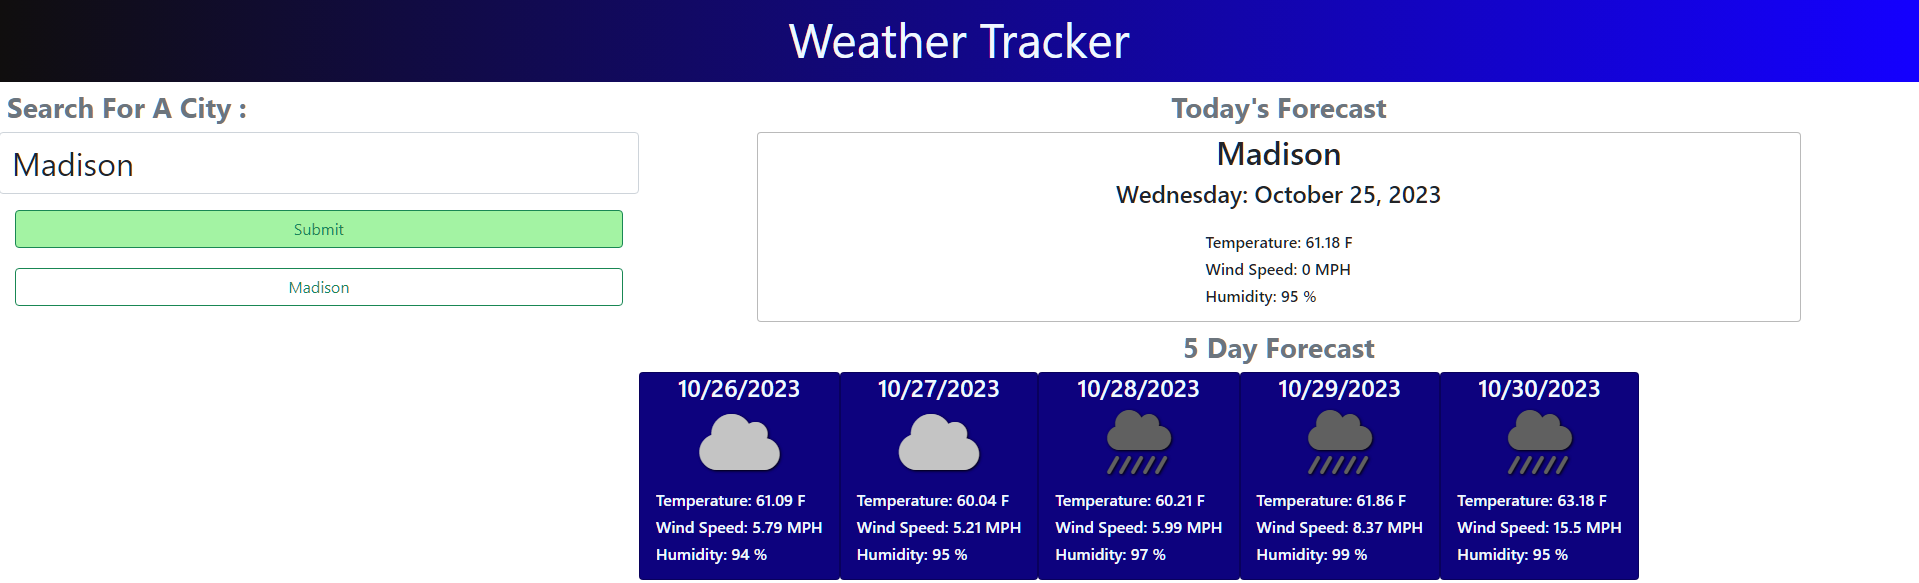 Weather Tracker
Search For A City :
Madison
Submit
Madison
Today's Forecast
Madison
Wednesday: October 25, 2023
Temperature: 61.18 F
Wind Speed: 0 MPH
Humidity: 95 %
5 Day Forecast
10/26/2023
Temperature: 61.09 F
Wind Speed: 5.79 MPH
Humidity: 94 %
10/27/2023
Temperature: 60.04 F
Wind Speed: 5.21 MPH
Humidity: 95 %
10/28/2023
Temperature: 60.21 F
Wind Speed: 5.99 MPH
Humidity: 97 %
10/29/2023
Temperature: 61.86 F
Wind Speed: 8.37 MPH
Humidity: 99 %
10/30/2023
Temperature: 63.18 F
Wind Speed: 15.5 MPH
Humidity: 95 %